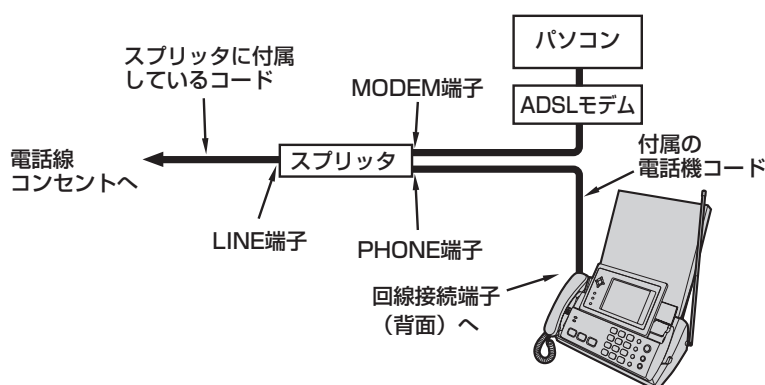 スプリッタに付属
しているコード
パソコン
MODEM端子
ADSLモデム
付属の
電話機コード
電話線
コンセントへ
スプリッタ
LINE端子
PHONE端子
回線接続端子
（背面）へ